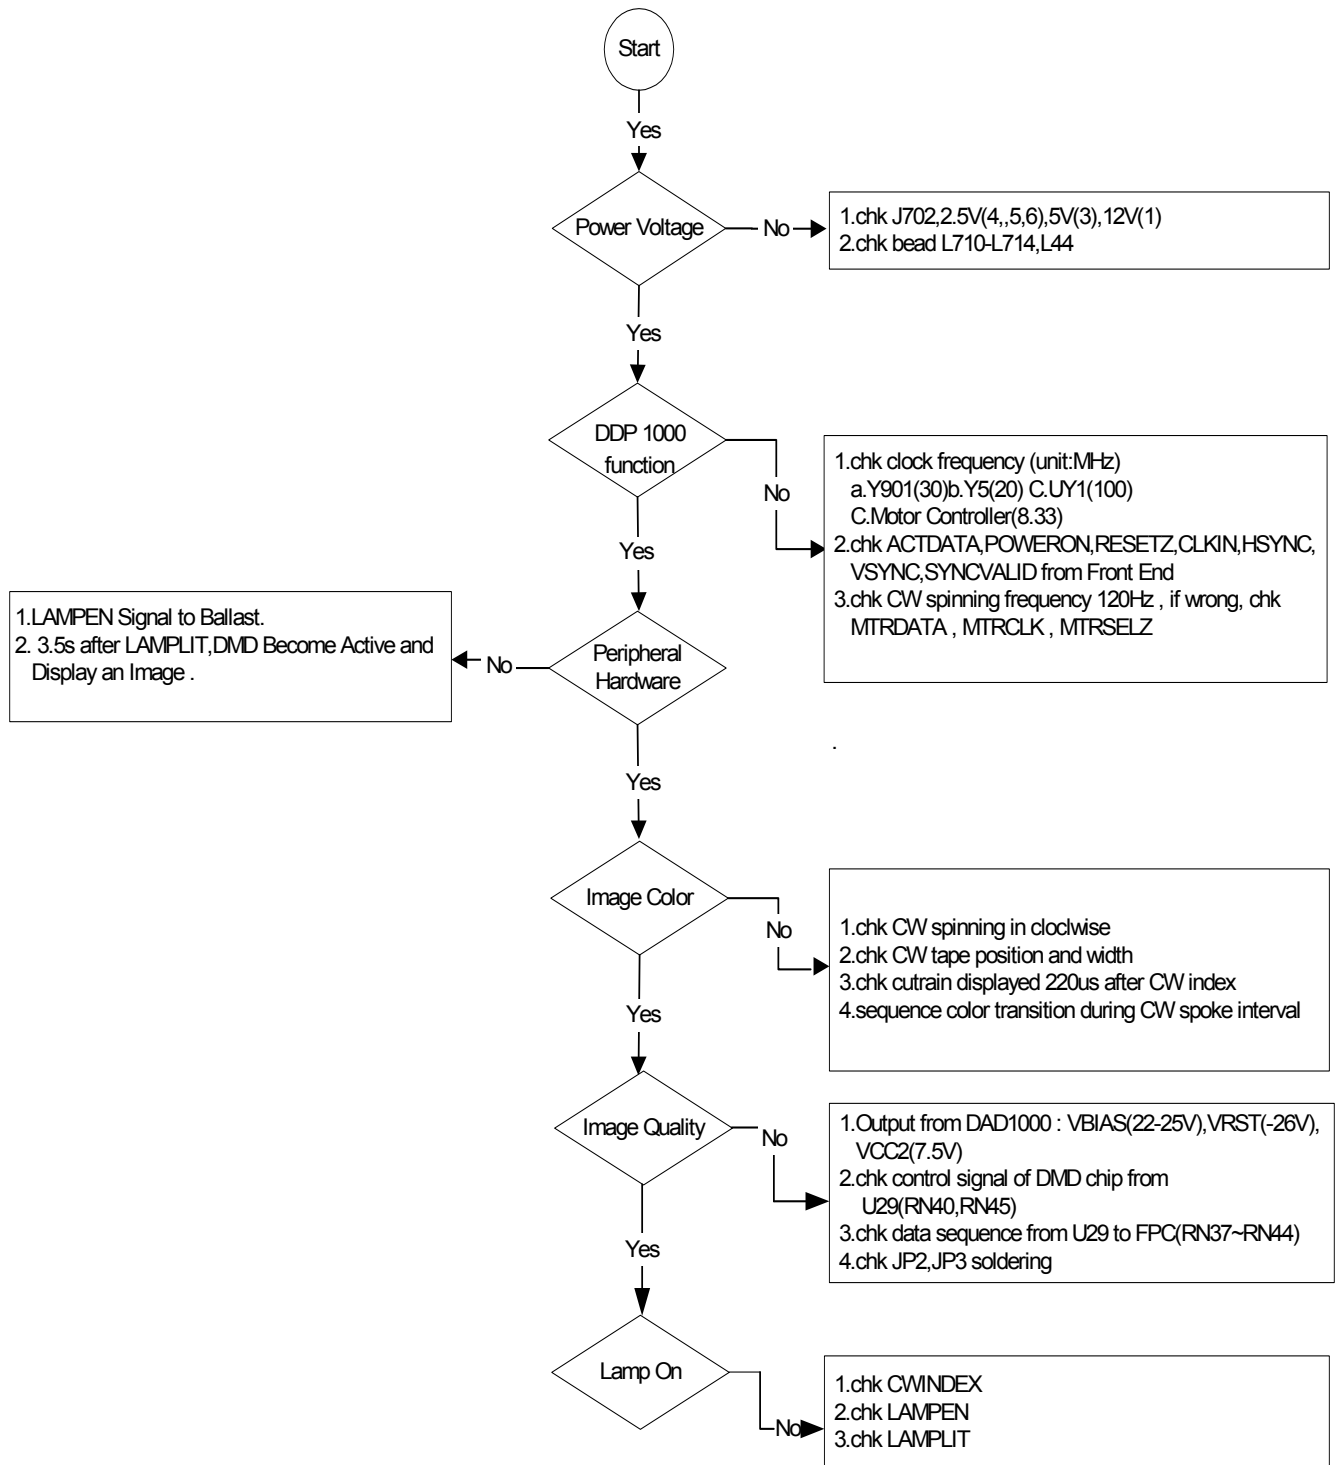 Start
Yes
Power Voltage
No
1.chk J702,2.5V(4,,5,6),5V(3),12V(1)
2.chk bead L710-L714,L44
Yes
DDP 1000
function
No
1.chk clock frequency (unit:MHz)
a.Y901(30)b.Y5(20) C.UY1(100)
C.Motor Controller(8.33)
2.chk ACTDATA,POWERON,RESETZ,CLKIN,HSYNC,
VSYNC,SYNCVALID from Front End
3.chk CW spinning frequency 120Hz , if wrong, chk
MTRDATA , MTRCLK , MTRSELZ
Yes
Peripheral
Hardware
No
1.LAMPEN Signal to Ballast.
2. 3.5s after LAMPLIT,DMD Become Active and
Display an Image .
.
Yes
Image Color
No
1.chk CW spinning in cloclwise
2.chk CW tape position and width
3.chk cutrain displayed 220us after CW index
4.sequence color transition during CW spoke interval
Yes
Image Quality
No
1.Output from DAD1000 : VBIAS(22-25V),VRST(-26V),
VCC2(7.5V)
2.chk control signal of DMD chip from
U29(RN40,RN45)
3.chk data sequence from U29 to FPC(RN37~RN44)
4.chk JP2,JP3 soldering
Yes
Lamp On
No
1.chk CWINDEX
2.chk LAMPEN
3.chk LAMPLIT